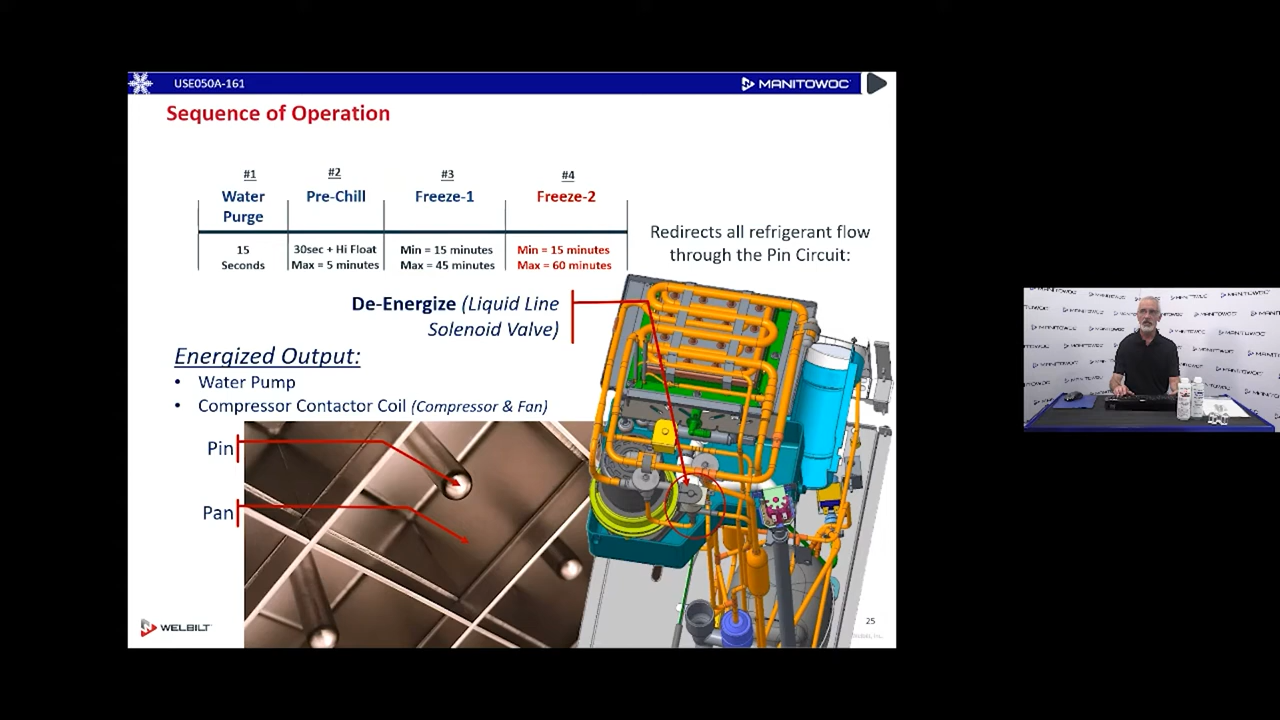 USE050A-161
MANITOWOC
Sequence of Operation
#1
#2
#3
#4
Water
Purge
Pre-Chill
Freeze-1
Freeze-2
15
Seconds
30sec + Hi Float
Max = 5 minutes
Min = 15 minutes
Max = 45 minutes
Min = 15 minutes
Max = 60 minutes
Redirects all refrigerant flow
through the Pin Circuit:
De-Energize (Liquid Line
Solenoid Valve)
Energized Output:
• Water Pump
• Compressor Contactor Coil (Compressor & Fan)
Pin
Pan
WELBILT
25
MANITOWOC